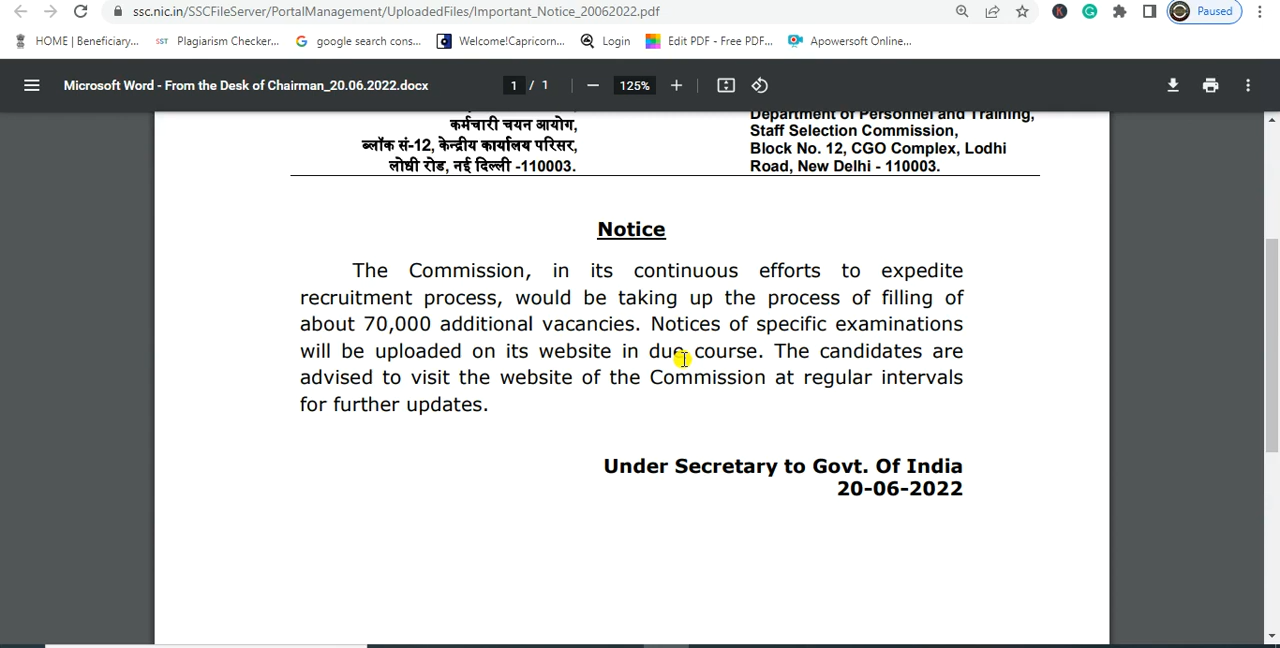 ssc.nic.in/SSCFileServer/PortalManagement/UploadedFiles/Important_Notice_20062022.pdf
K
G
Paused
HOME | Beneficiary...
SST Plagiarism Checker...
G google search cons...
Welcome!Capricorn...
Login
Edit PDF - Free PDF...
Apowersoft Online...
Microsoft Word - From the Desk of Chairman_20.06.2022.docx
1 / 1
125%
कर्मचारी चयन आयोग,
ब्लॉक सं-12, केन्द्रीय कार्यालय परिसर,
लोधी रोड, नई दिल्ली -110003.
Department of Personnel and Training,
Staff Selection Commission,
Block No. 12, CGO Complex, Lodhi
Road, New Delhi - 110003.
Notice
The Commission, in its continuous efforts to expedite
recruitment process, would be taking up the process of filling of
about 70,000 additional vacancies. Notices of specific examinations
will be uploaded on its website in due course. The candidates are
advised to visit the website of the Commission at regular intervals
for further updates.
Under Secretary to Govt. Of India
20-06-2022